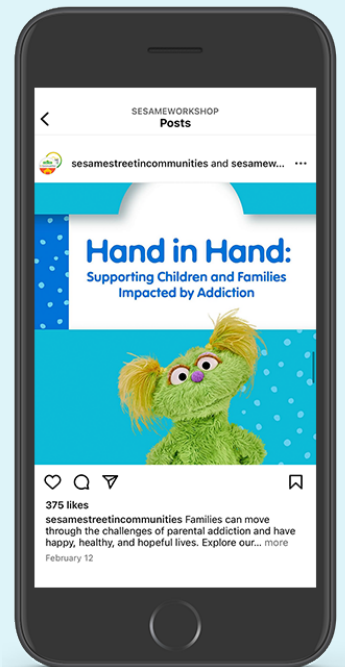 SESAMEWORKSHOP
Posts
sesamestreetincommunities and sesamew...
Hand in Hand:
Supporting Children and Families
Impacted by Addiction
375 likes
sesamestreetincommunities Families can move
through the challenges of parental addiction and have
happy, healthy, and hopeful lives. Explore our... more
February 12